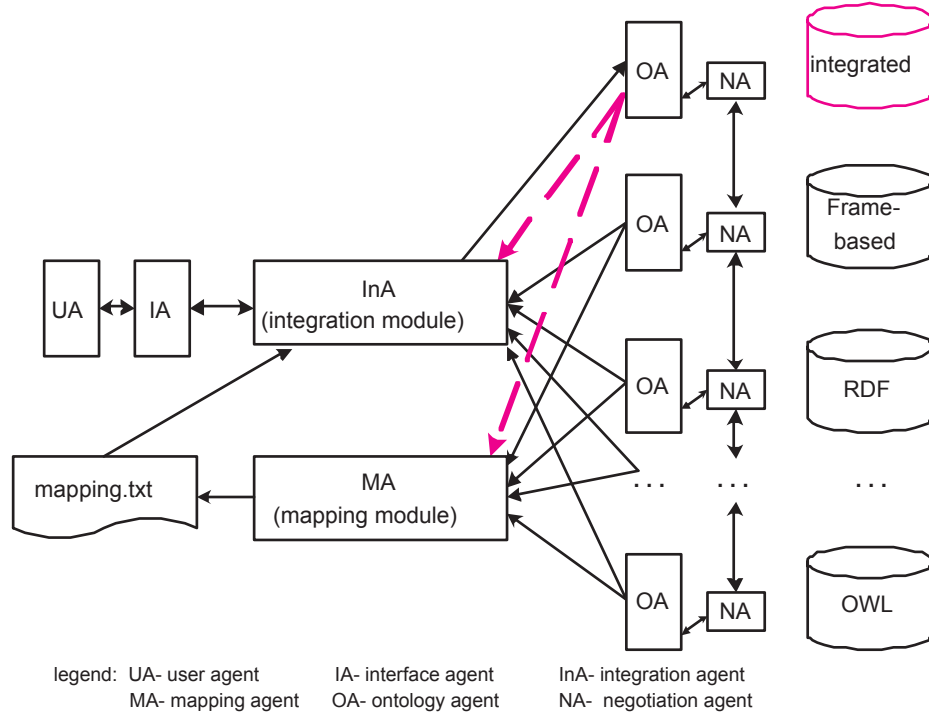 OA
NA
integrated
OA
NA
Frame-
based
UA
IA
InA
(integration module)
OA
NA
RDF
mapping.txt
MA
(mapping module)
...
...
...
OA
NA
OWL
legend: UA- user agent
IA- interface agent
InA- integration agent
MA- mapping agent
OA- ontology agent
NA- negotiation agent